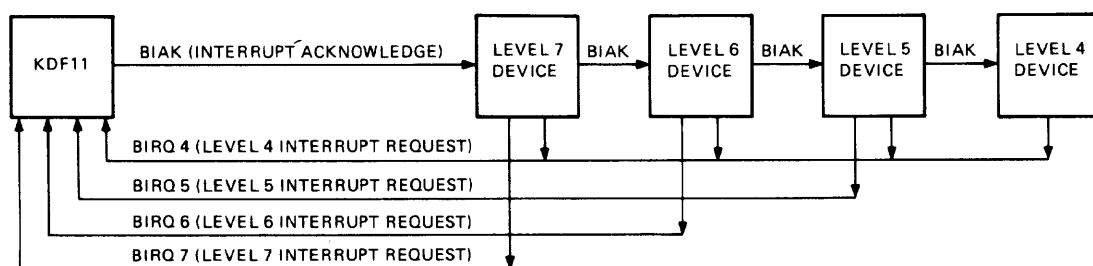 KDF11
BIAK (INTERRUPT ACKNOWLEDGE)
LEVEL 7
DEVICE
BIAK
LEVEL 6
DEVICE
BIAK
LEVEL 5
DEVICE
BIAK
LEVEL 4
DEVICE
BIRQ 4 (LEVEL 4 INTERRUPT REQUEST)
BIRQ 5 (LEVEL 5 INTERRUPT REQUEST)
BIRQ 6 (LEVEL 6 INTERRUPT REQUEST)
BIRQ 7 (LEVEL 7 INTERRUPT REQUEST)